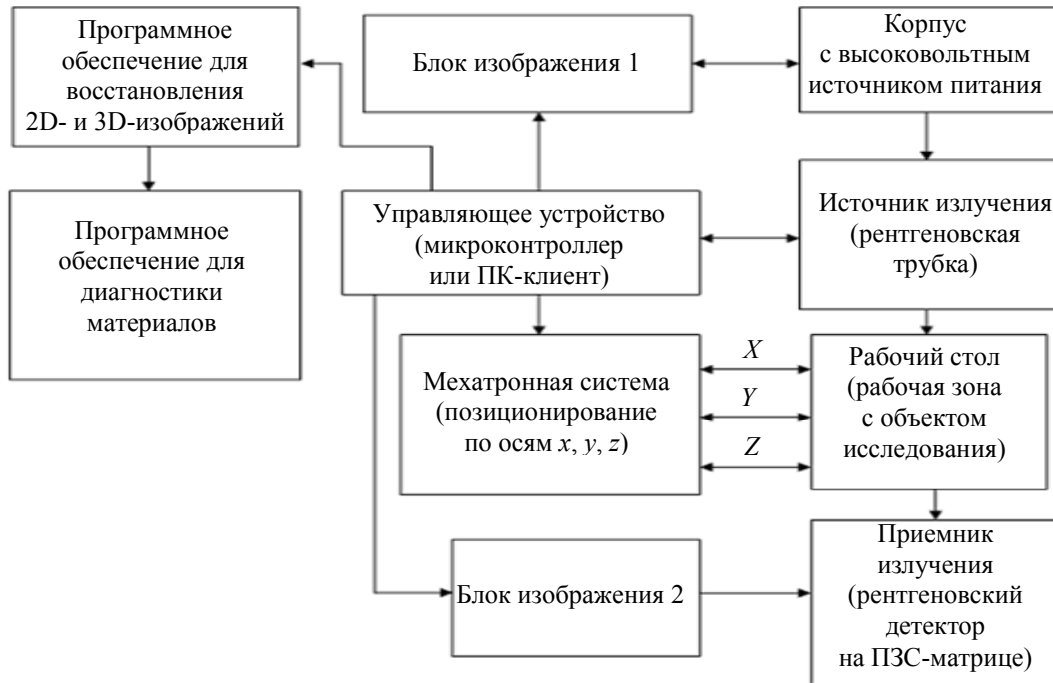 Программное
обеспечение для
восстановления
2D- и 3D-изображений
Блок изображения 1
Корпус
с высоковольтным
источником питания
Программное
обеспечение для
диагностики
материалов
Управляющее устройство
(микроконтроллер
или ПК-клиент)
Источник излучения
(рентгеновская
трубка)
Мехатронная система
(позиционирование
по осям x, y, z)
X
Y
Z
Рабочий стол
(рабочая зона
с объектом
исследования)
Блок изображения 2
Приемник
излучения
(рентгеновский
детектор
на ПЗС-матрице)